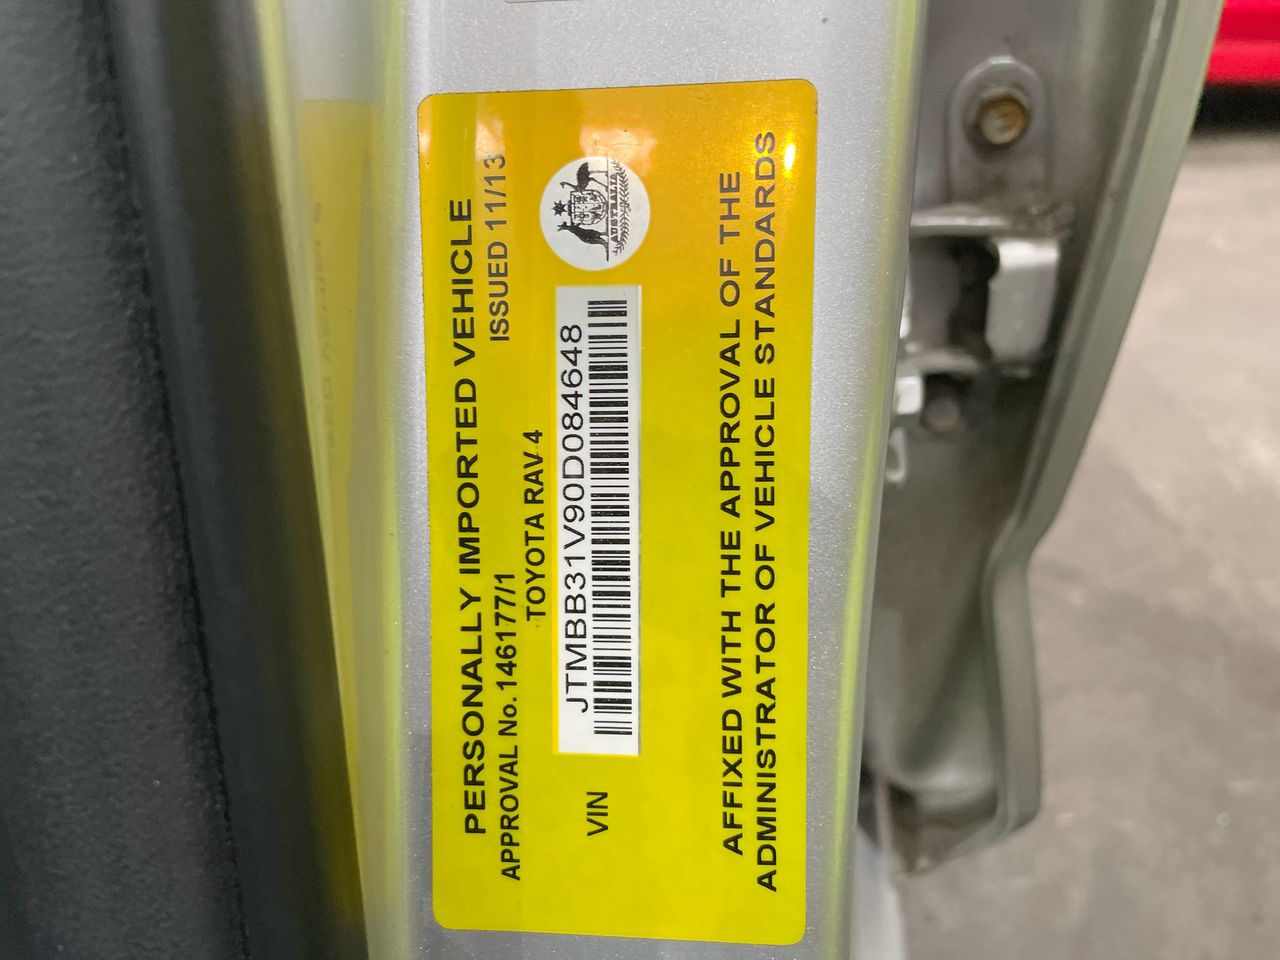 PERSONALLY IMPORTED VEHICLE
APPROVAL No. 146177/1
ISSUED 11/13
TOYOTA RAV 4
AUSTRALIA
VIN
JTMBB31V90D084648
AFFIXED WITH THE APPROVAL OF THE
ADMINISTRATOR OF VEHICLE STANDARDS